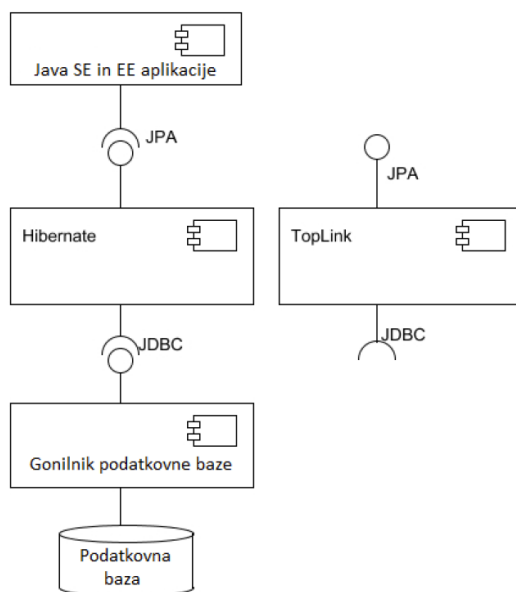 Java SE in EE aplikacije
JPA
JPA
Hibernate
TopLink
JDBC
JDBC
Gonilnik podatkovne baze
Podatkovna
baza